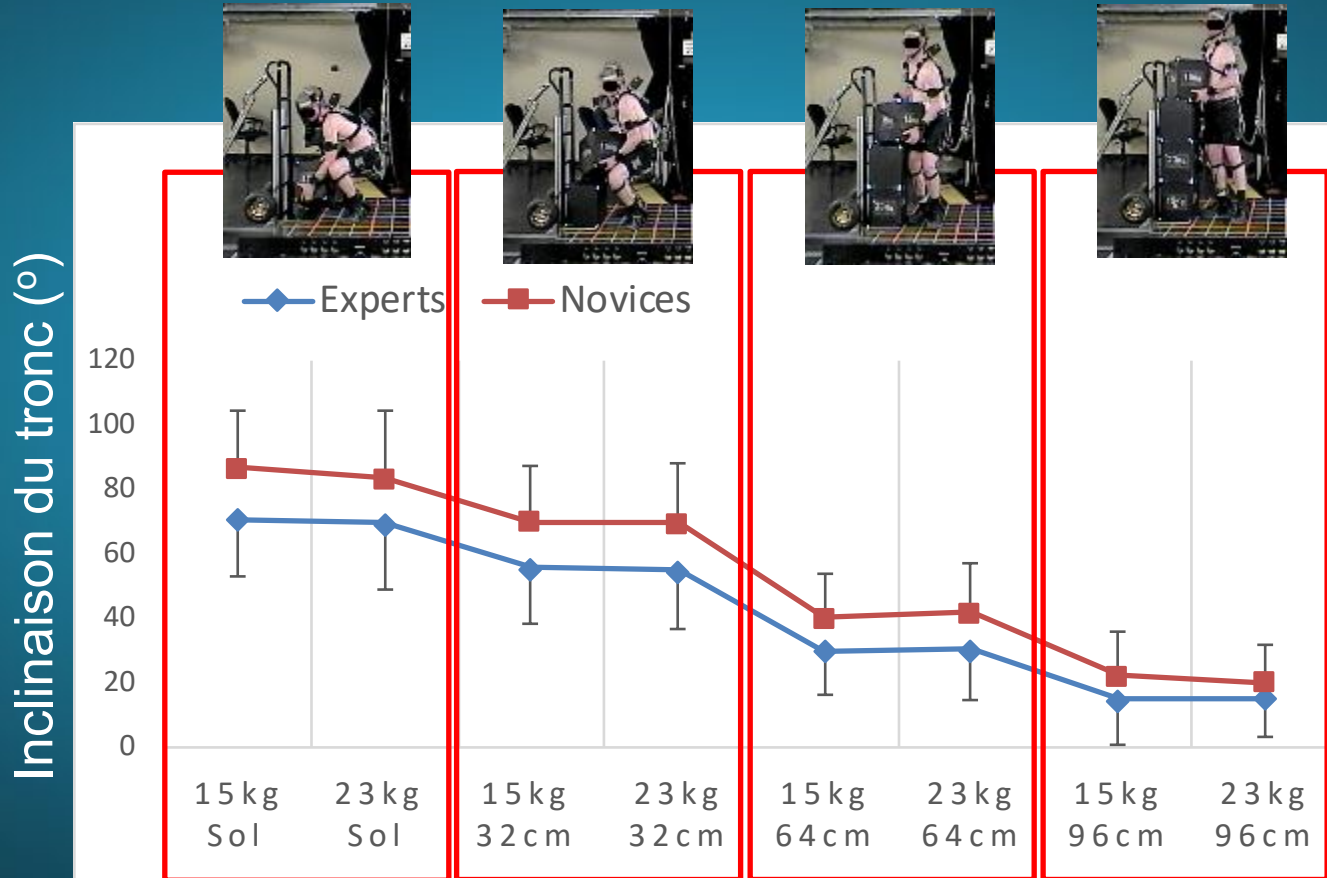 Inclinaison du tronc (º)
Experts
Novices
120
100
80
60
40
20
0
15kg 23kg 15kg 23kg 15kg 23kg 15kg 23kg
Sol Sol 32cm 32cm 64cm 64cm 96cm 96cm